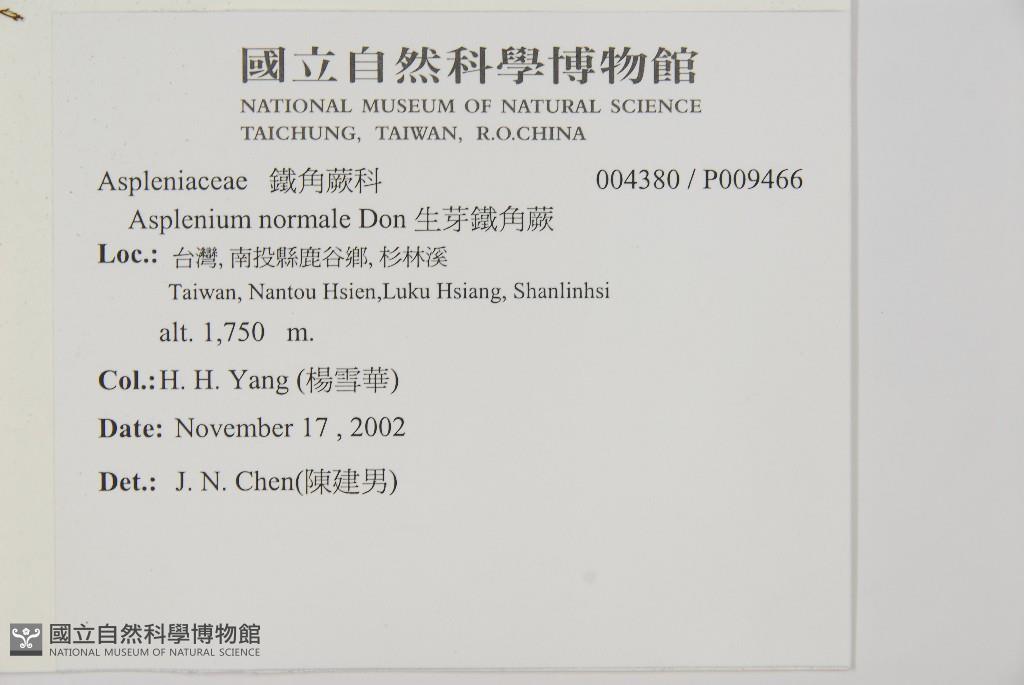 國立自然科學博物館
NATIONAL MUSEUM OF NATURAL SCIENCE
TAICHUNG, TAIWAN, R.O.CHINA
Aspleniaceae 鐵角蕨科 004380 / P009466
Asplenium normale Don 生芽鐵角蕨
Loc.: 台灣, 南投縣鹿谷鄉, 杉林溪
Taiwan, Nantou Hsien,Luku Hsiang, Shanlinhsi
alt. 1,750 m.
Col.:H. H. Yang (楊雪華)
Date: November 17 , 2002
Det.: J. N. Chen(陳建男)
國立自然科學博物館
NATIONAL MUSEUM OF NATURAL SCIENCE